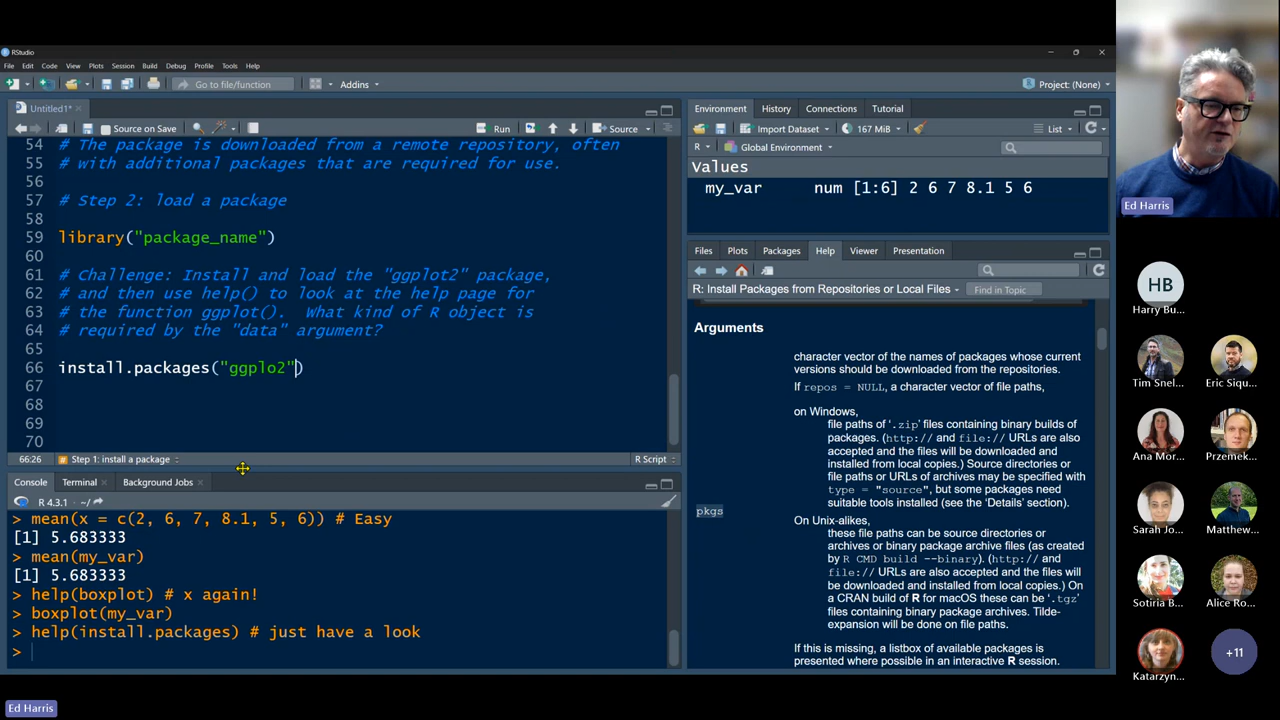 RStudio
File Edit Code View Plots Session Build Debug Profile Tools Help
Go to file/function
Addins
Project: (None)
Untitled1*
Source on Save
Run
Source
54 # The package is downloaded from a remote repository, often
55 # with additional packages that are required for use.
56
57 # Step 2: load a package
58
59 library("package_name")
60
61 # Challenge: Install and load the "ggplot2" package,
62 # and then use help() to look at the help page for
63 # the function ggplot(). What kind of R object is
64 # required by the "data" argument?
65
66 install.packages("ggplo2")
67
68
69
70
66:26
# Step 1: install a package
R Script
Console Terminal Background Jobs
R 4.3.1 · ~/
> mean(x = c(2, 6, 7, 8.1, 5, 6)) # Easy
[1] 5.683333
> mean(my_var)
[1] 5.683333
> help(boxplot) # x again!
> boxplot(my_var)
> help(install.packages) # just have a look
>
Environment History Connections Tutorial
Import Dataset
167 MiB
List
R
Global Environment
Values
my_var num [1:6] 2 6 7 8.1 5 6
Files Plots Packages Help Viewer Presentation
R: Install Packages from Repositories or Local Files
Find in Topic
Arguments
pkgs
character vector of the names of packages whose current
versions should be downloaded from the repositories.
If repos = NULL, a character vector of file paths,
on Windows,
file paths of ‘.zip’ files containing binary builds of
packages. (http:// and file:// URLs are also
accepted and the files will be downloaded and
installed from local copies.) Source directories or
file paths or URLs of archives may be specified with
type = "source", but some packages need
suitable tools installed (see the ‘Details’ section).
On Unix-alikes,
these file paths can be source directories or
archives or binary package archive files (as created
by R CMD build --binary). (http:// and
file:// URLs are also accepted and the files will
be downloaded and installed from local copies.) On
a CRAN build of R for macOS these can be ‘.tgz’
files containing binary package archives. Tilde-
expansion will be done on file paths.
If this is missing, a listbox of available packages is
presented where possible in an interactive R session.
Ed Harris
HB
Harry Bu...
Tim Snel...
Eric Siqu...
Ana Mor...
Przemek...
Sarah Jo...
Matthew...
Sotiria B...
Alice Ro...
Katarzyn...
+11
Ed Harris